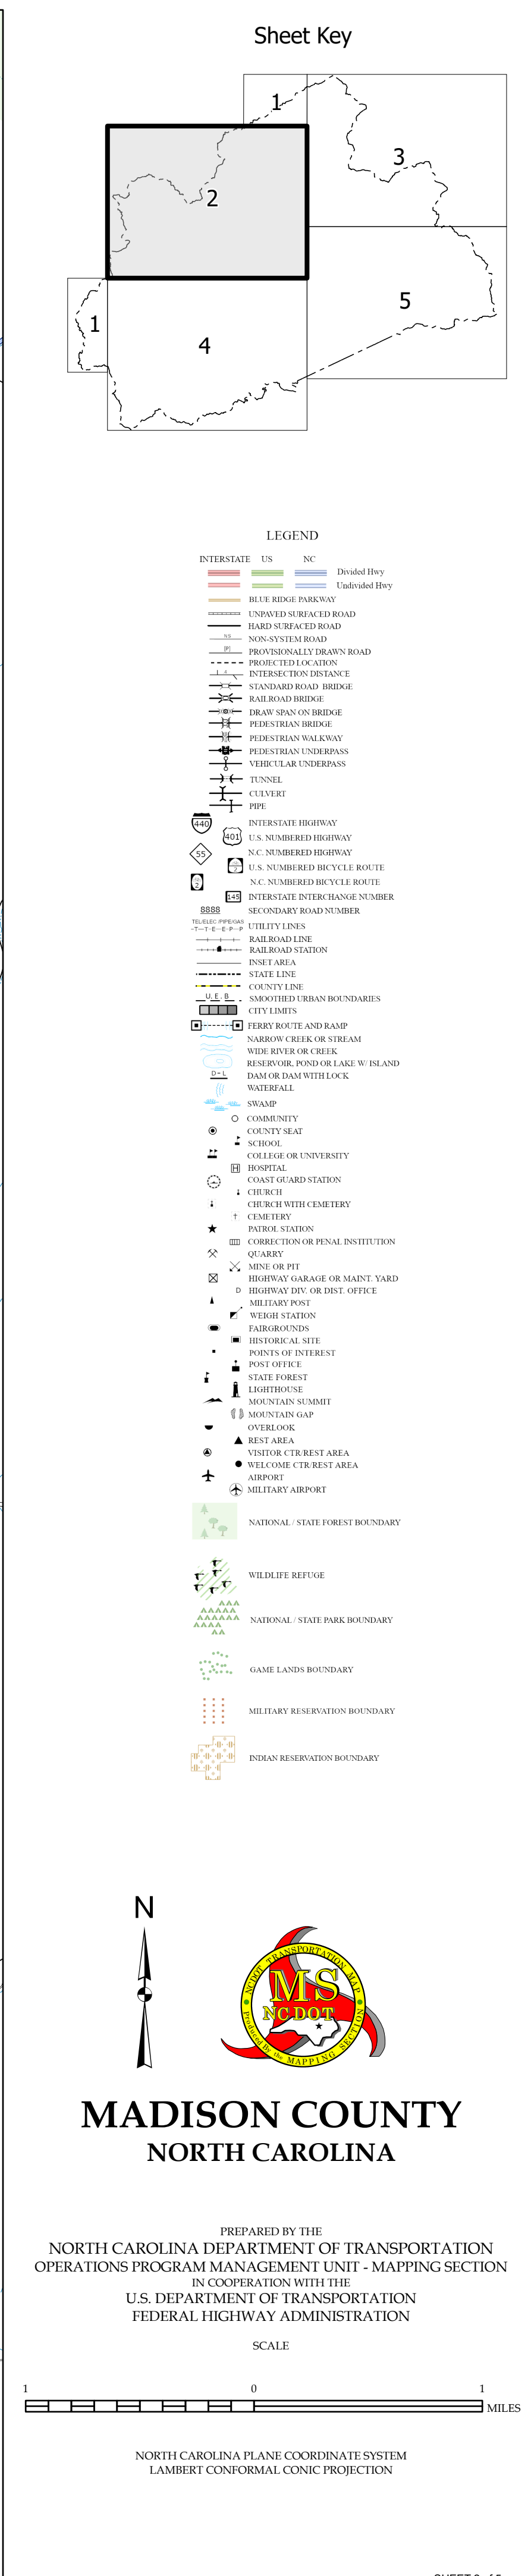 Sheet Key
1
3
2
5
1
4
LEGEND
INTERSTATE US NC
Divided Hwy
Undivided Hwy
BLUE RIDGE PARKWAY
UNPAVED SURFACED ROAD
HARD SURFACED ROAD
NS NON-SYSTEM ROAD
[P] PROVISIONALLY DRAWN ROAD
PROJECTED LOCATION
INTERSECTION DISTANCE
STANDARD ROAD BRIDGE
RAILROAD BRIDGE
DRAW SPAN ON BRIDGE
PEDESTRIAN BRIDGE
PEDESTRIAN WALKWAY
PEDESTRIAN UNDERPASS
VEHICULAR UNDERPASS
TUNNEL
CULVERT
PIPE
440 INTERSTATE HIGHWAY
401 U.S. NUMBERED HIGHWAY
55 N.C. NUMBERED HIGHWAY
U.S. NUMBERED BICYCLE ROUTE
N.C. NUMBERED BICYCLE ROUTE
145 INTERSTATE INTERCHANGE NUMBER
8888 SECONDARY ROAD NUMBER
TEL/ELEC /PIPE/GAS
-T--T-E--E-P--P UTILITY LINES
RAILROAD LINE
RAILROAD STATION
INSET AREA
STATE LINE
COUNTY LINE
U.E.B SMOOTHED URBAN BOUNDARIES
CITY LIMITS
FERRY ROUTE AND RAMP
NARROW CREEK OR STREAM
WIDE RIVER OR CREEK
RESERVOIR, POND OR LAKE W/ ISLAND
D-L DAM OR DAM WITH LOCK
WATERFALL
SWAMP
COMMUNITY
COUNTY SEAT
SCHOOL
COLLEGE OR UNIVERSITY
H HOSPITAL
COAST GUARD STATION
CHURCH
CHURCH WITH CEMETERY
CEMETERY
PATROL STATION
CORRECTION OR PENAL INSTITUTION
QUARRY
MINE OR PIT
HIGHWAY GARAGE OR MAINT. YARD
D HIGHWAY DIV. OR DIST. OFFICE
MILITARY POST
WEIGH STATION
FAIRGROUNDS
HISTORICAL SITE
POINTS OF INTEREST
POST OFFICE
STATE FOREST
LIGHTHOUSE
MOUNTAIN SUMMIT
MOUNTAIN GAP
OVERLOOK
REST AREA
VISITOR CTR/REST AREA
WELCOME CTR/REST AREA
AIRPORT
MILITARY AIRPORT
NATIONAL / STATE FOREST BOUNDARY
WILDLIFE REFUGE
NATIONAL / STATE PARK BOUNDARY
GAME LANDS BOUNDARY
MILITARY RESERVATION BOUNDARY
INDIAN RESERVATION BOUNDARY
N
NCDOT TRANSPORTATION MAP
MS
NCDOT
Produced By the MAPPING SECTION
MADISON COUNTY
NORTH CAROLINA
PREPARED BY THE
NORTH CAROLINA DEPARTMENT OF TRANSPORTATION
OPERATIONS PROGRAM MANAGEMENT UNIT - MAPPING SECTION
IN COOPERATION WITH THE
U.S. DEPARTMENT OF TRANSPORTATION
FEDERAL HIGHWAY ADMINISTRATION
SCALE
1 0 1
MILES
NORTH CAROLINA PLANE COORDINATE SYSTEM
LAMBERT CONFORMAL CONIC PROJECTION